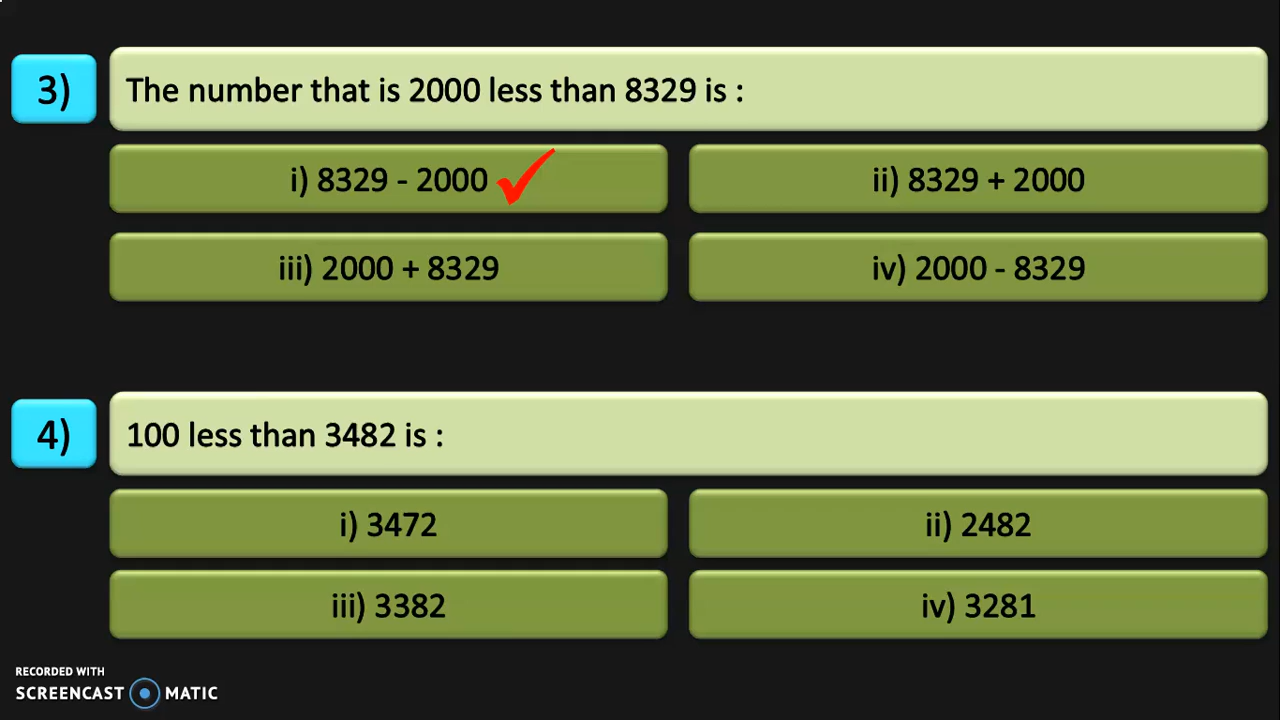 3)
The number that is 2000 less than 8329 is :
i) 8329 - 2000
ii) 8329 + 2000
iii) 2000 + 8329
iv) 2000 - 8329
4)
100 less than 3482 is :
i) 3472
ii) 2482
iii) 3382
iv) 3281
RECORDED WITH
SCREENCAST MATIC